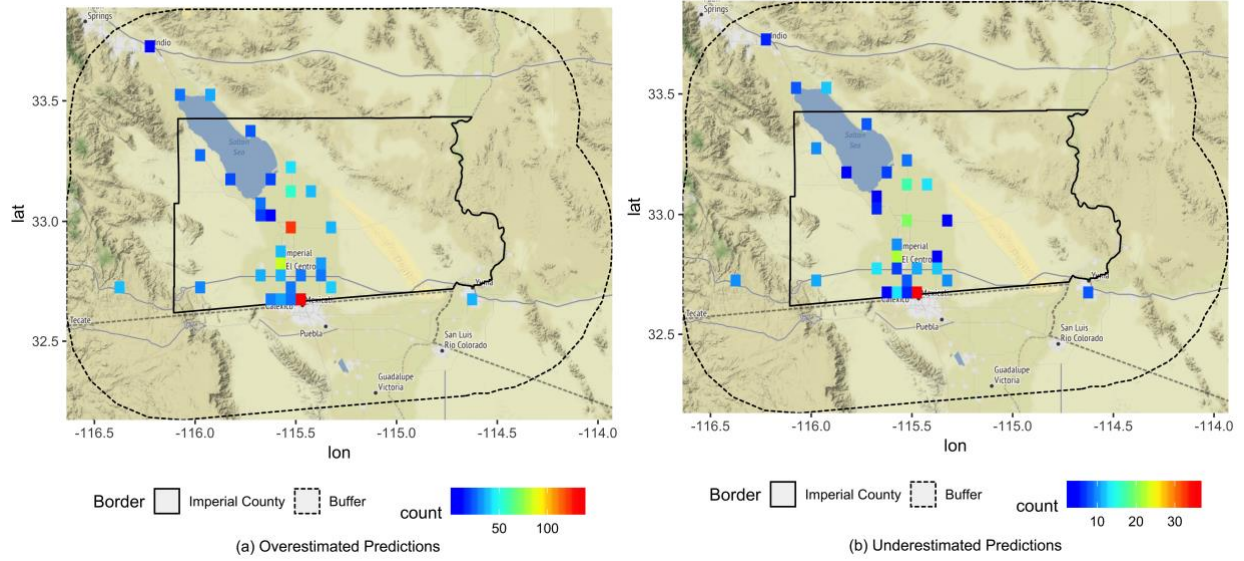 Springs
Indio
33.5
Salton
Sea
33.0
lat
Imperial
El Centro
Calexico
Yuma
Tecate
Puebla
32.5
San Luis
Rio Colorado
Guadalupe
Victoria
-116.5
-116.0
-115.5
-115.0
-114.5
-114.0
lon
Border
Imperial County
Buffer
count
50
100
(a) Overestimated Predictions
Springs
Indio
33.5
Salton
Sea
33.0
lat
Imperial
El Centro
Calexico
Yuma
Tecate
Puebla
32.5
San Luis
Rio Colorado
Guadalupe
Victoria
-116.5
-116.0
-115.5
-115.0
-114.5
-114.0
lon
Border
Imperial County
Buffer
count
10
20
30
(b) Underestimated Predictions